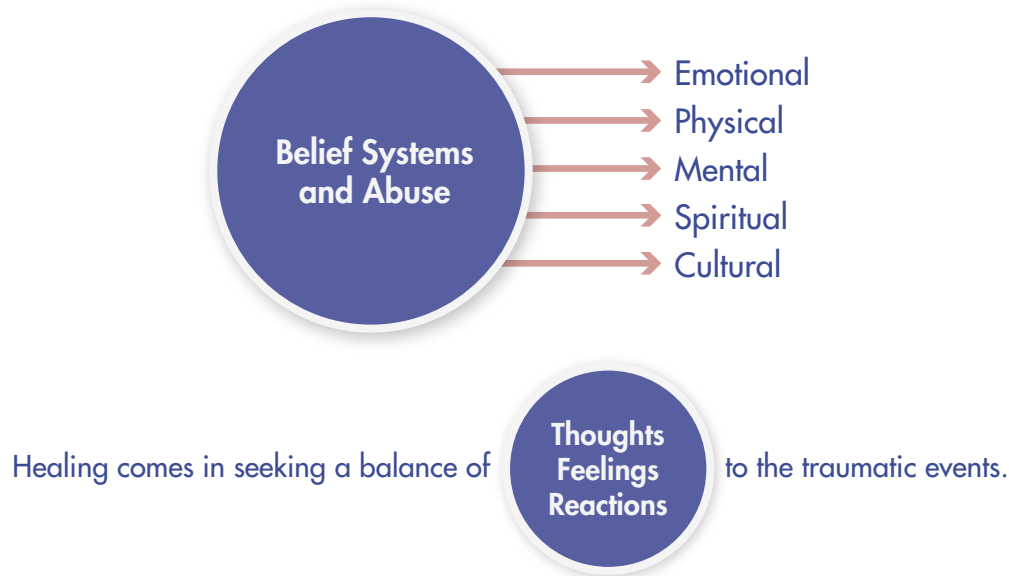 Belief Systems
and Abuse
Emotional
Physical
Mental
Spiritual
Cultural
Healing comes in seeking a balance of
Thoughts
Feelings
Reactions
to the traumatic events.